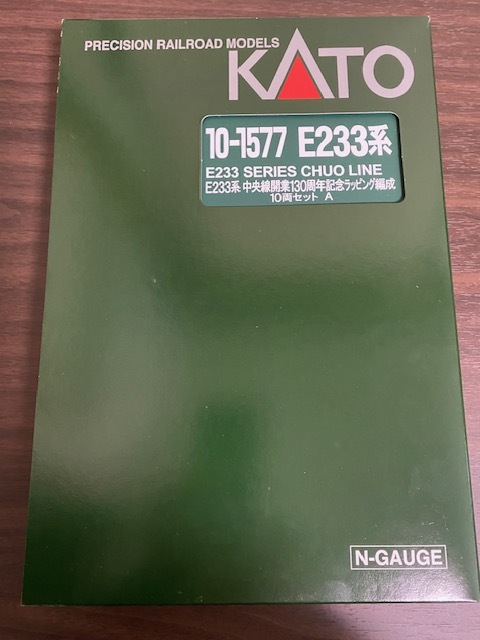 PRECISION RAILROAD MODELS
KATO
10-1577 E233系
E233 SERIES CHUO LINE
E233系 中央線開業130周年記念ラッピング編成
10両セット A
N-GAUGE